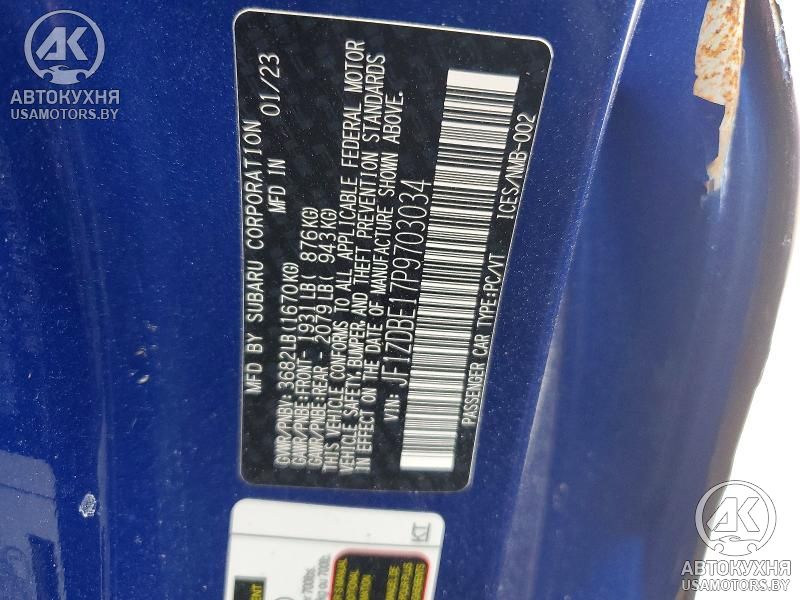 MFD BY SUBARU CORPORATION
MFD IN 01/23
GVWR/PNBV: 3682LB(1670KG)
GAWR/PNBE:FRONT- 1931LB( 876KG)
GAWR/PNBE:REAR - 2079LB( 943KG)
THIS VEHICLE CONFORMS TO ALL APPLICABLE FEDERAL MOTOR
VEHICLE SAFETY,BUMPER,AND THEFT PREVENTION STANDARDS
IN EFFECT ON THE DATE OF MANUFACTURE SHOWN ABOVE.
VIN: JF1ZDBE17P9703034
PASSENGER CAR TYPE:PC/VT
ICES/NMB-002
KT
AK
АВТОКУХНЯ
USAMOTORS.BY
AK
АВТОКУХНЯ
USAMOTORS.BY